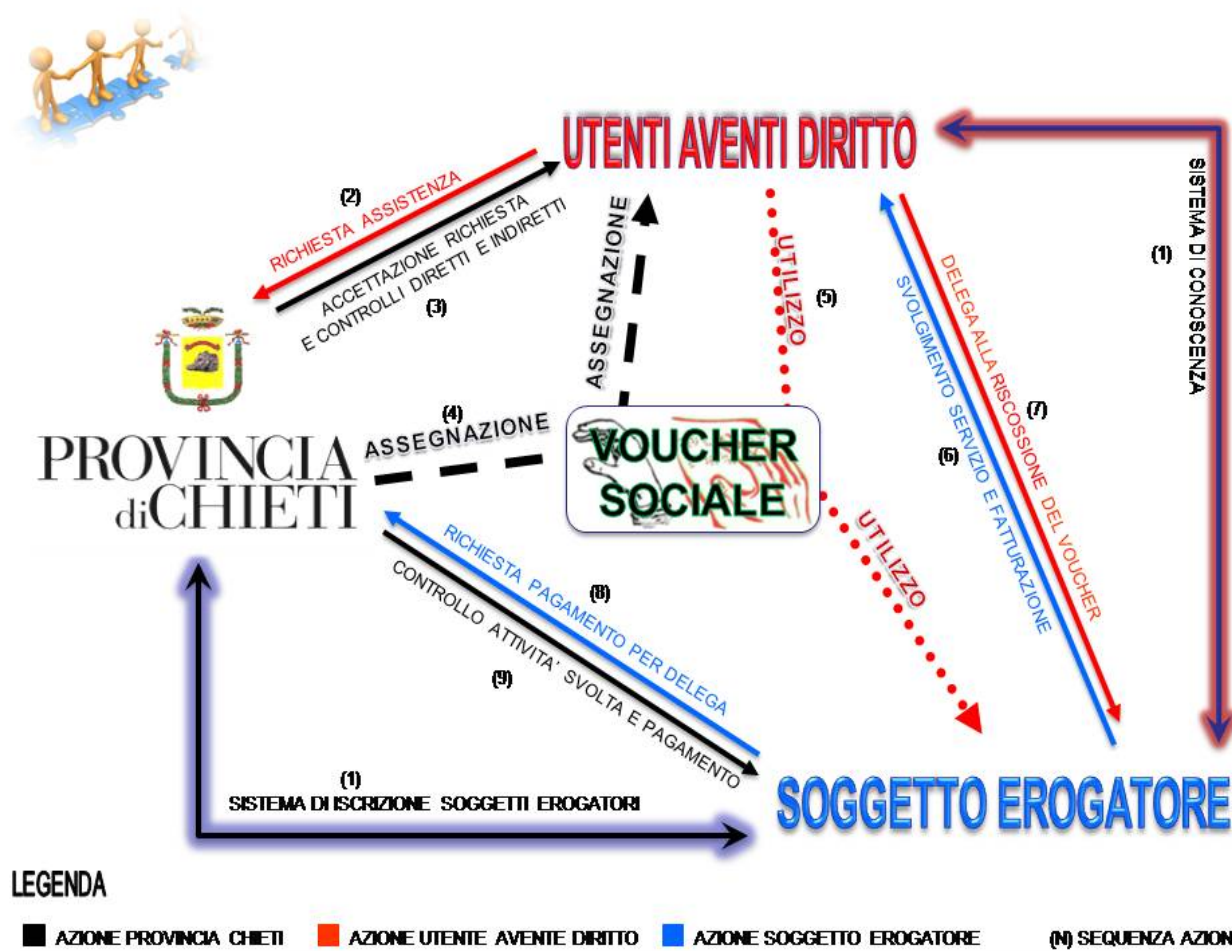 UTENTI AVENTI DIRITTO
(1)
SISTEMA DI CONOSCENZA
(2)
RICHIESTA ASSISTENZA
ACCETTAZIONE RICHIESTA
E CONTROLLI DIRETTI E INDIRETTI
(3)
ASSEGNAZIONE
UTILIZZO
(5)
DELEGA ALLA RISCOSSIONE DEL VOUCHER
(7)
SVOLGIMENTO SERVIZIO E FATTURAZIONE
(6)
PROVINCIA
diCHIETI
(4)
ASSEGNAZIONE
VOUCHER
SOCIALE
UTILIZZO
RICHIESTA PAGAMENTO PER DELEGA
(8)
CONTROLLO ATTIVITA' SVOLTA E PAGAMENTO
(9)
(1)
SISTEMA DI ISCRIZIONE SOGGETTI EROGATORI
SOGGETTO EROGATORE
LEGENDA
AZIONE PROVINCIA CHIETI
AZIONE UTENTE AVENTE DIRITTO
AZIONE SOGGETTO EROGATORE
(N) SEQUENZA AZION